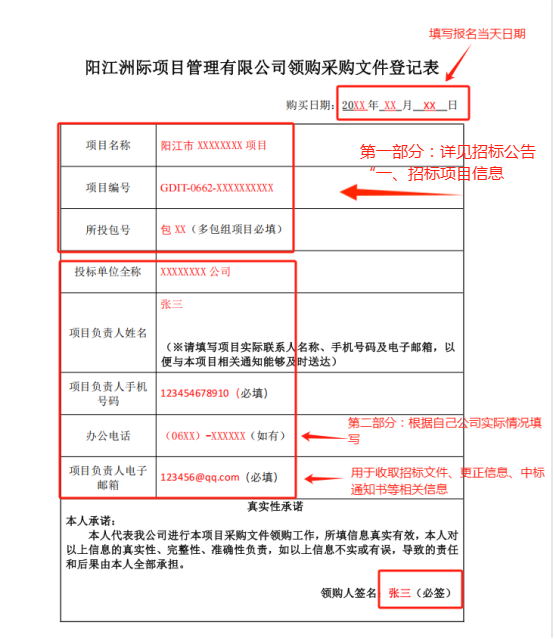 填写报名当天日期
阳江洲际项目管理有限公司领购采购文件登记表
购买日期：20XX 年 XX 月 XX 日
项目名称 阳江市 XXXXXXXX 项目
第一部分：详见招标公告
“一、招标项目信息
项目编号 GDIT-0662-XXXXXXXXXX
所投包号 包 XX（多包组项目必填）
投标单位全称 XXXXXXXX 公司
张三
项目负责人姓名
（※请填写项目实际联系人名称、手机号码及电子邮箱，以
便与本项目相关通知能够及时送达）
项目负责人手机
号码
123454678910（必填）
第二部分：根据自己公司实际情况填
写
办公电话 （06XX）-XXXXXX（如有）
项目负责人电子
邮箱
123456@qq.com（必填）
用于收取招标文件、更正信息、中标
通知书等相关信息
真实性承诺
本人承诺：
本人代表我公司进行本项目采购文件领购工作，所填信息真实有效，本人对
以上信息的真实性、完整性、准确性负责，如以上信息不实或有误，导致的责任
和后果由本人全部承担。
领购人签名：张三（必签）